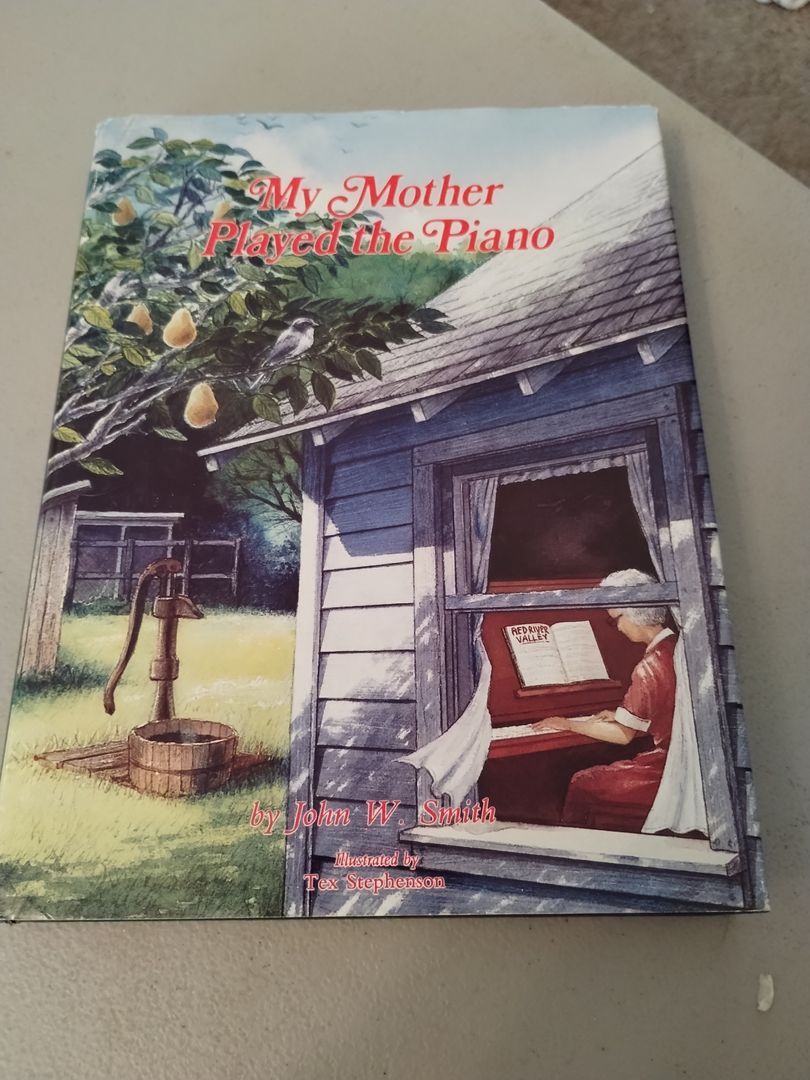 My Mother
Played the Piano
RED RIVER
VALLEY
by John W. Smith
Illustrated by
Tex Stephenson